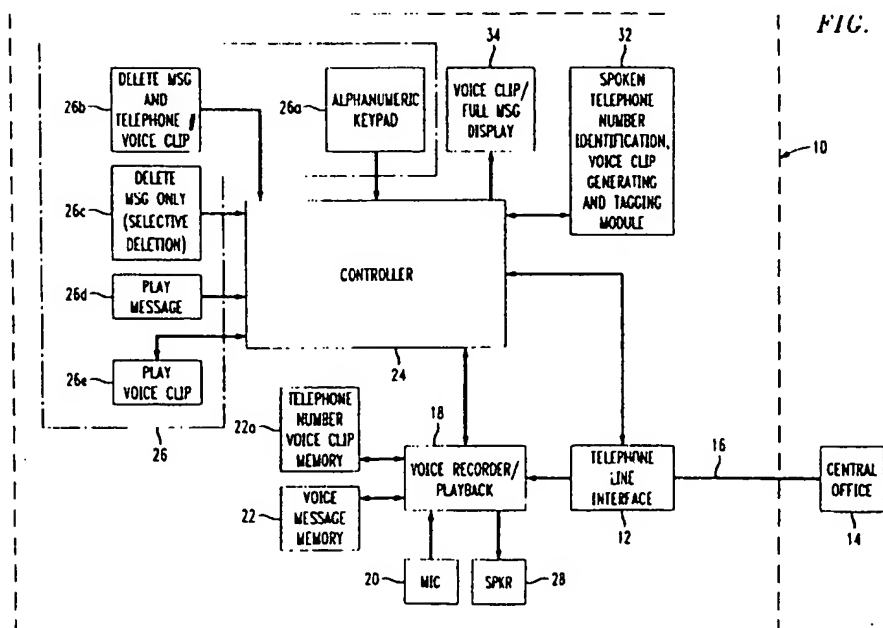 FIG.
34
32
DELETE MSG
AND
TELEPHONE #
VOICE CLIP
26b
26a
ALPHANUMERIC
KEYPAD
VOICE CLIP/
FULL MSG
DISPLAY
SPOKEN
TELEPHONE
NUMBER
IDENTIFICATION,
VOICE CLIP
GENERATING
AND TAGGING
MODULE
10
DELETE
MSG ONLY
(SELECTIVE
DELETION)
26c
CONTROLLER
26d
PLAY
MESSAGE
24
26e
PLAY
VOICE CLIP
26
22a
TELEPHONE
NUMBER
VOICE CLIP
MEMORY
18
VOICE RECORDER/
PLAYBACK
TELEPHONE
LINE
INTERFACE
16
CENTRAL
OFFICE
22
VOICE
MESSAGE
MEMORY
12
14
20
MIC
SPKR
28